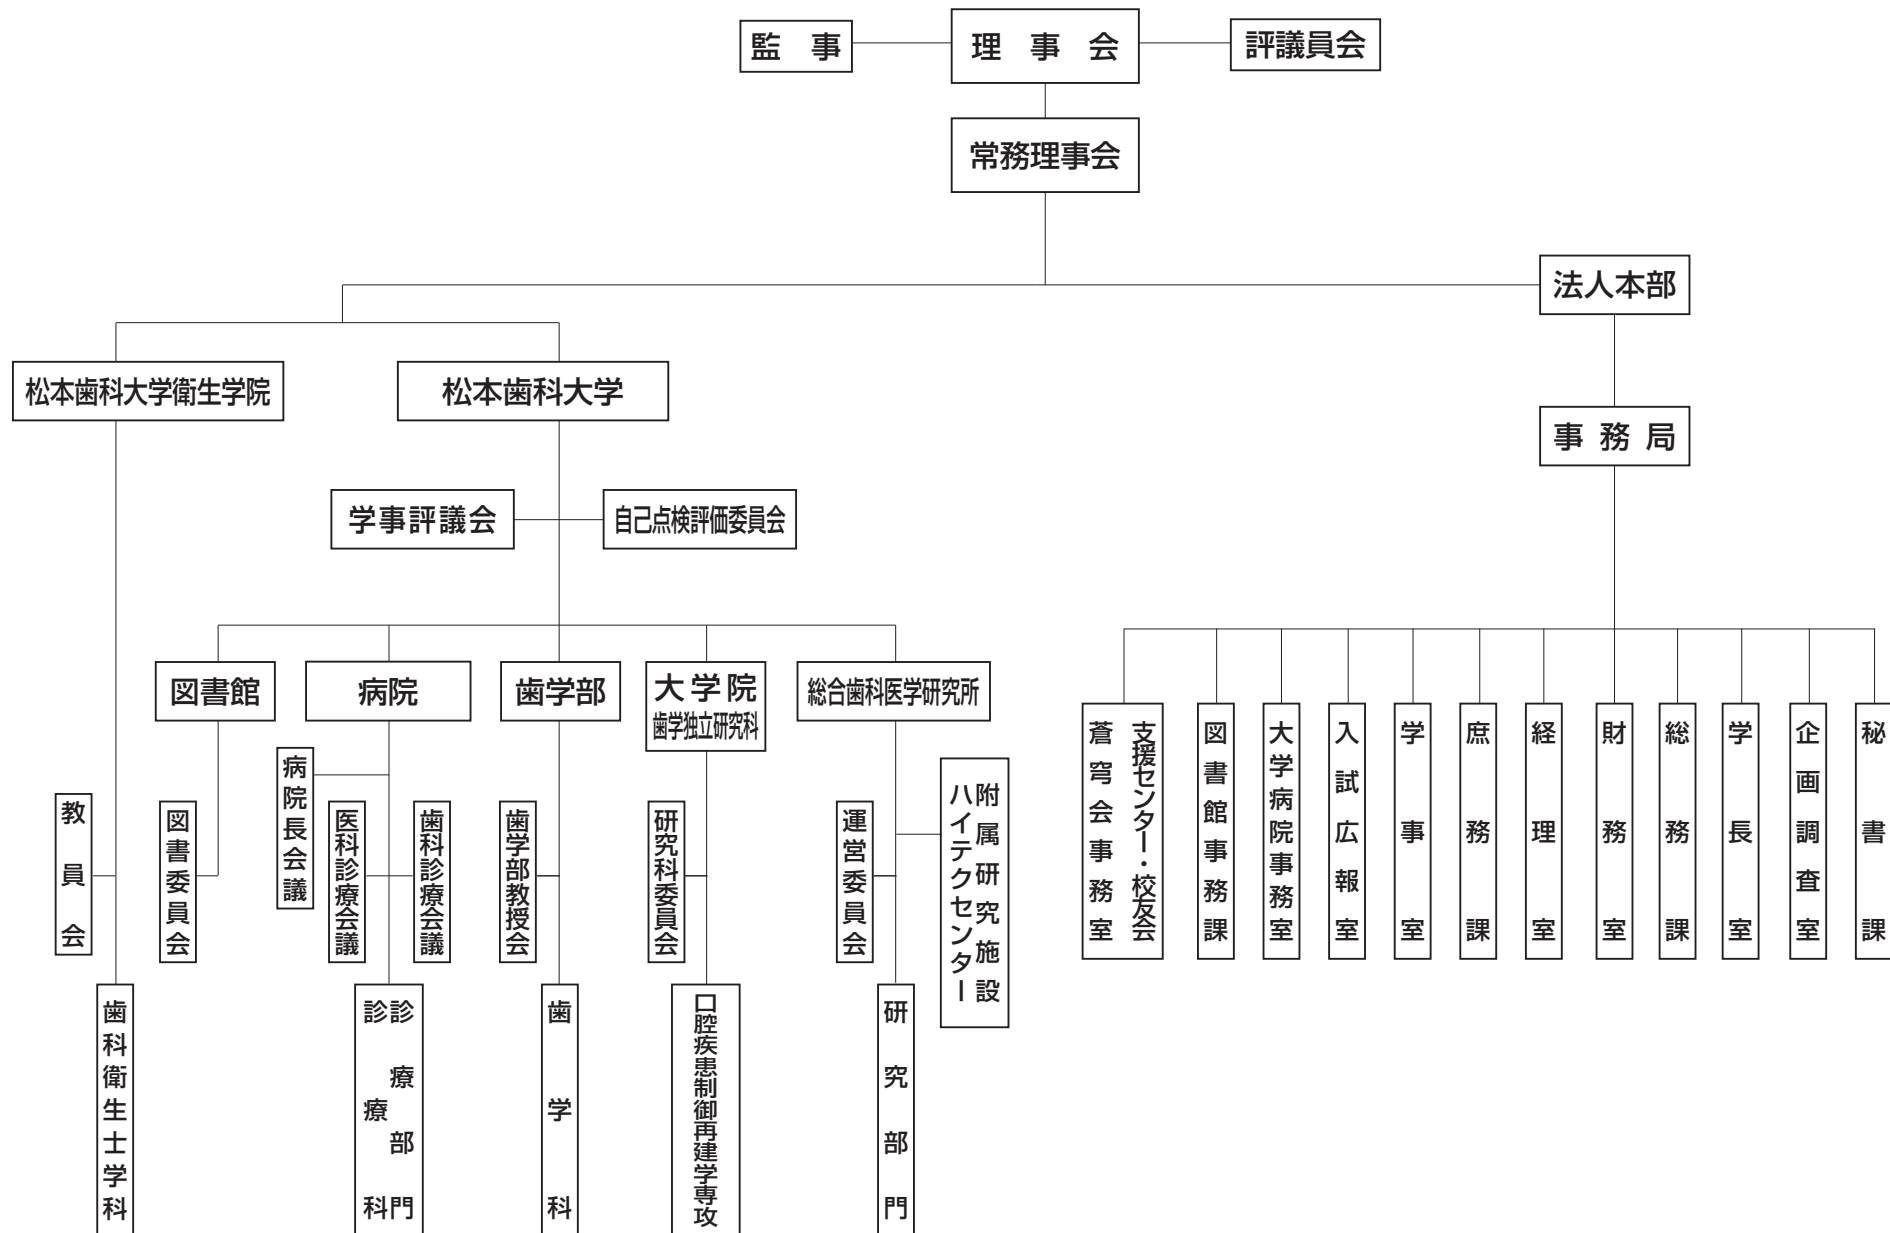 監事
理事会
評議員会
常務理事会
法人本部
松本歯科大学衛生学院
松本歯科大学
事務局
学事評議会
自己点検評価委員会
図書館
病院
歯学部
大学院
歯学独立研究科
総合歯科医学研究所
教員会
図書委員会
病院長会議
医科診療会議
歯科診療会議
歯学部教授会
研究科委員会
運営委員会
附属研究施設
ハイテクセンター
支援センター・校友会
蒼穹会事務室
図書館事務課
大学病院事務室
入試広報室
学事室
庶務課
経理室
財務室
総務課
学長室
企画調査室
秘書課
歯科衛生士学科
診療部門
診療科
歯学科
口腔疾患制御再建学専攻
研究部門